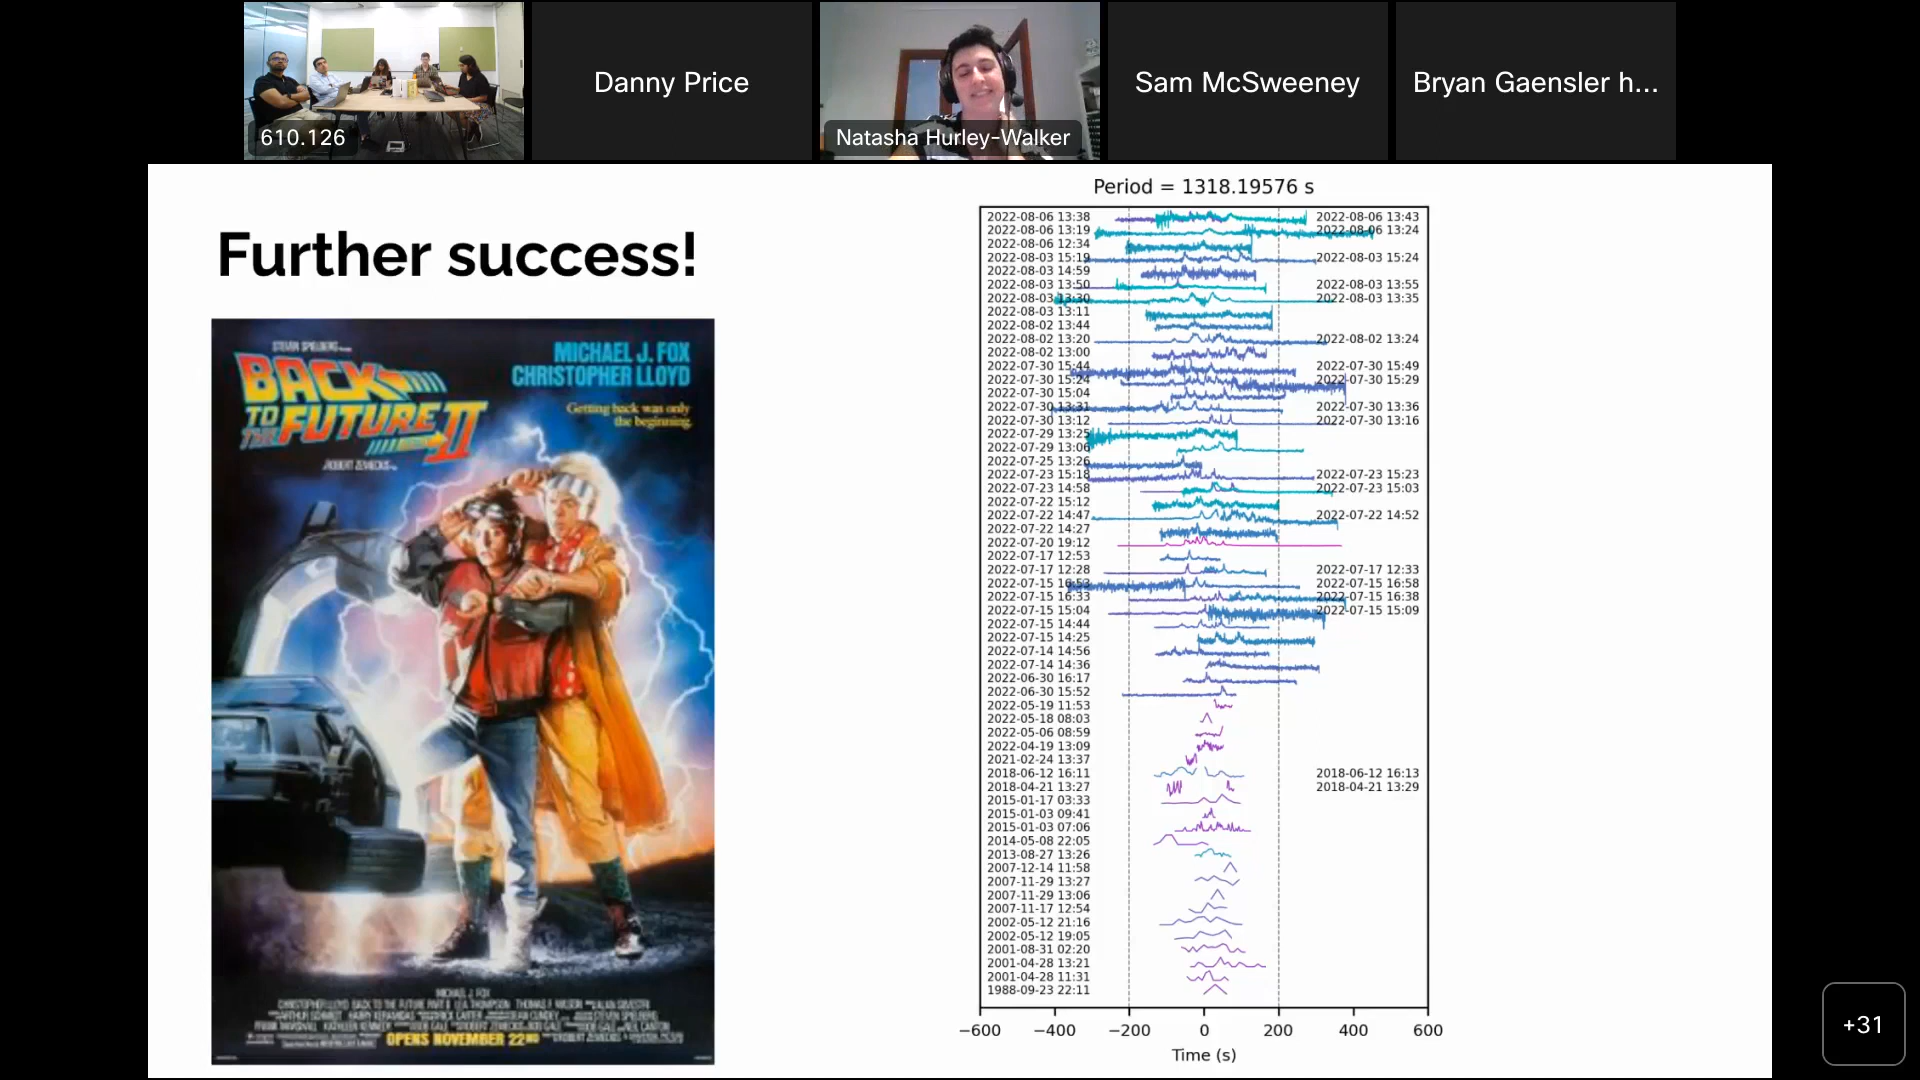 610.126
Danny Price
Natasha Hurley-Walker
Sam McSweeney
Bryan Gaensler h...
Further success!
STEVEN SPIELBERG
BACK
TO THE FUTURE II
MICHAEL J. FOX
CHRISTOPHER LLOYD
Getting back was only
the beginning.
ROBERT ZEMECKIS
MICHAEL J. FOX
CHRISTOPHER LLOYD BACK TO THE FUTURE PART II LEA THOMPSON THOMAS F. WILSON ALAN SILVESTRI
OPENS NOVEMBER 22ND
Period = 1318.19576 s
2022-08-06 13:38 2022-08-06 13:43
2022-08-06 13:19 2022-08-06 13:24
2022-08-06 12:34
2022-08-03 15:19 2022-08-03 15:24
2022-08-03 14:59
2022-08-03 13:50 2022-08-03 13:55
2022-08-03 13:30 2022-08-03 13:35
2022-08-03 13:11
2022-08-02 13:44
2022-08-02 13:20 2022-08-02 13:24
2022-08-02 13:00
2022-07-30 15:44 2022-07-30 15:49
2022-07-30 15:24 2022-07-30 15:29
2022-07-30 15:04
2022-07-30 13:31 2022-07-30 13:36
2022-07-30 13:12 2022-07-30 13:16
2022-07-29 13:25
2022-07-29 13:06
2022-07-25 13:26
2022-07-23 15:18 2022-07-23 15:23
2022-07-23 14:58 2022-07-23 15:03
2022-07-22 15:12
2022-07-22 14:47 2022-07-22 14:52
2022-07-22 14:27
2022-07-20 19:12
2022-07-17 12:53
2022-07-17 12:28 2022-07-17 12:33
2022-07-15 16:53 2022-07-15 16:58
2022-07-15 16:33 2022-07-15 16:38
2022-07-15 15:04 2022-07-15 15:09
2022-07-15 14:44
2022-07-15 14:25
2022-07-14 14:56
2022-07-14 14:36
2022-06-30 16:17
2022-06-30 15:52
2022-05-19 11:53
2022-05-18 08:03
2022-05-06 08:59
2022-04-19 13:09
2021-02-24 13:37
2018-06-12 16:11 2018-06-12 16:13
2018-04-21 13:27 2018-04-21 13:29
2015-01-17 03:33
2015-01-03 09:41
2015-01-03 07:06
2014-05-08 22:05
2013-08-27 13:26
2007-12-14 11:58
2007-11-29 13:27
2007-11-29 13:06
2007-11-17 12:54
2002-05-12 21:16
2002-05-12 19:05
2001-08-31 02:20
2001-04-28 13:21
2001-04-28 11:31
1988-09-23 22:11
−600 −400 −200 0 200 400 600
Time (s)
+31